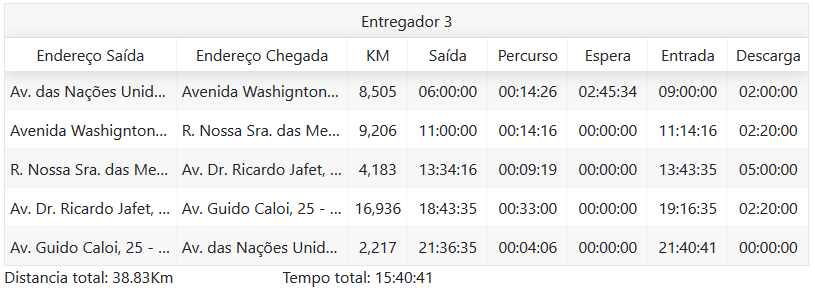 Entregador 3
Endereço Saída Endereço Chegada KM Saída Percurso Espera Entrada Descarga
Av. das Nações Unid... Avenida Washignton... 8,505 06:00:00 00:14:26 02:45:34 09:00:00 02:00:00
Avenida Washignton... R. Nossa Sra. das Me... 9,206 11:00:00 00:14:16 00:00:00 11:14:16 02:20:00
R. Nossa Sra. das Me... Av. Dr. Ricardo Jafet, ... 4,183 13:34:16 00:09:19 00:00:00 13:43:35 05:00:00
Av. Dr. Ricardo Jafet, ... Av. Guido Caloi, 25 - ... 16,936 18:43:35 00:33:00 00:00:00 19:16:35 02:20:00
Av. Guido Caloi, 25 - ... Av. das Nações Unid... 2,217 21:36:35 00:04:06 00:00:00 21:40:41 00:00:00
Distancia total: 38.83Km Tempo total: 15:40:41